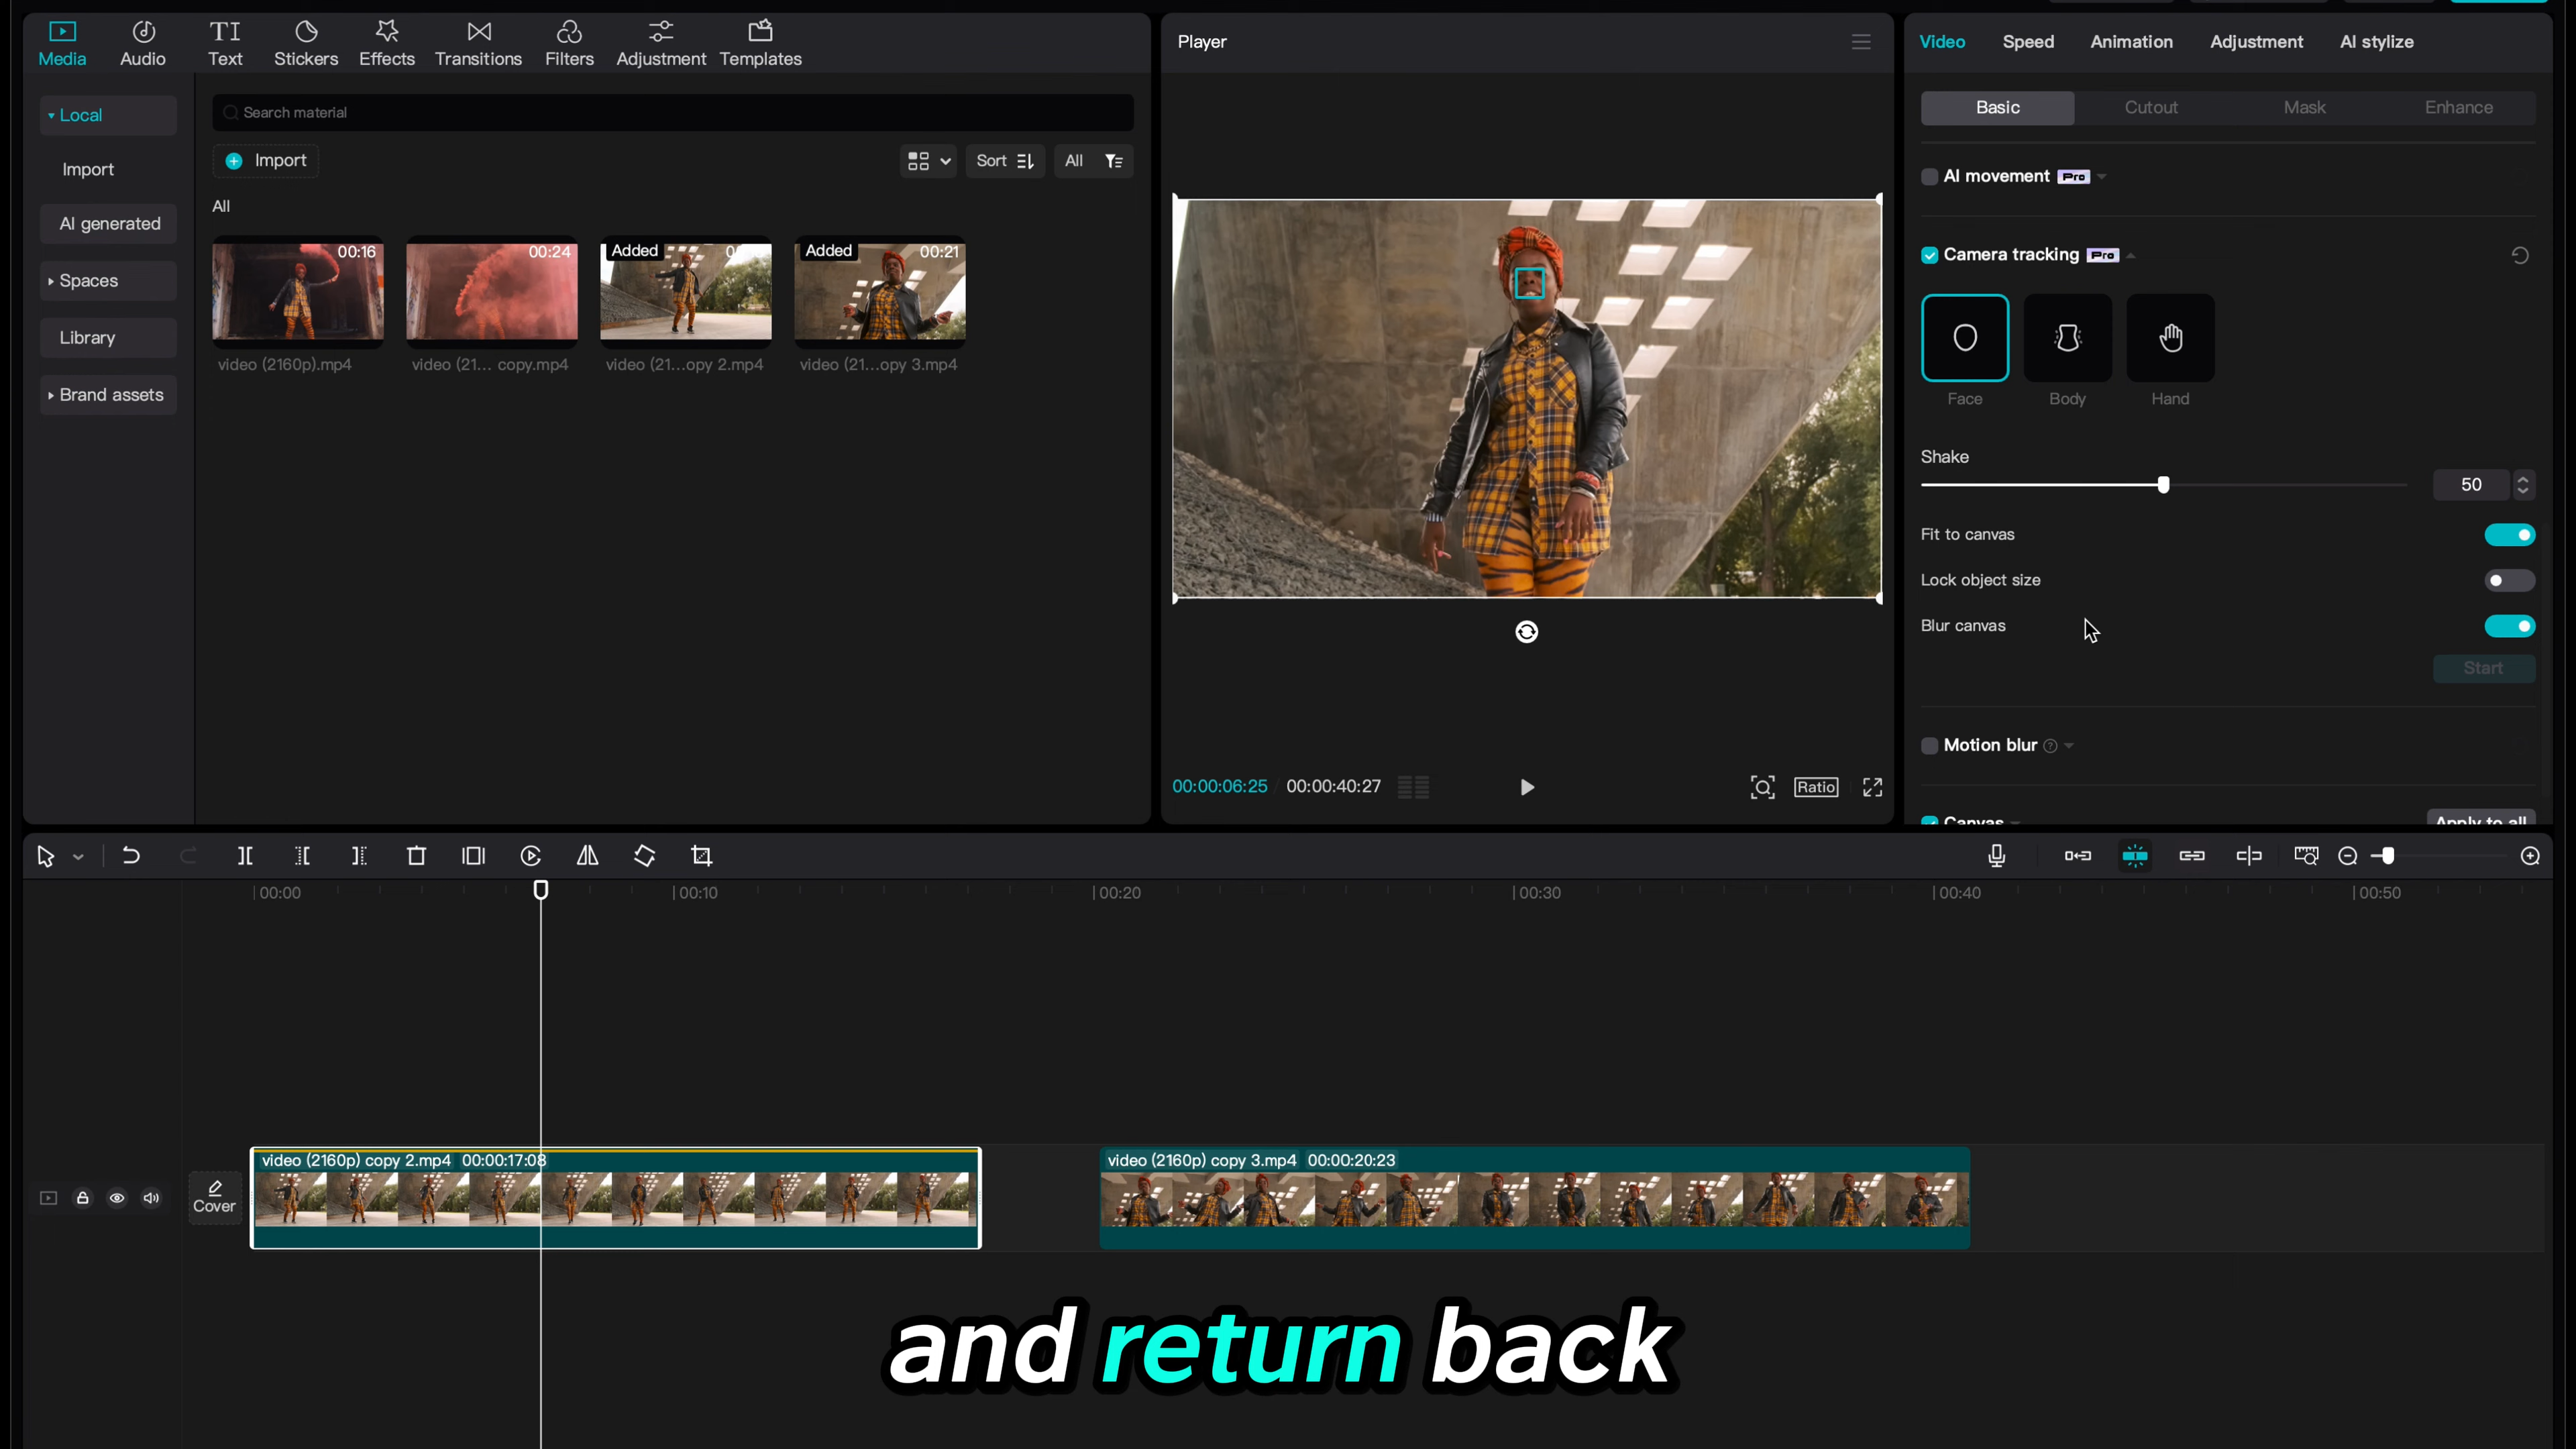 Media
Audio
Text
Stickers
Effects
Transitions
Filters
Adjustment
Templates
Local
Import
AI generated
Spaces
Library
Brand assets
Search material
Import
Sort
All
All
00:16
video (2160p).mp4
00:24
video (21... copy.mp4
Added
video (21...opy 2.mp4
Added
00:21
video (21...opy 3.mp4
Player
00:00:06:25
00:00:40:27
Ratio
Video
Speed
Animation
Adjustment
AI stylize
Basic
Cutout
Mask
Enhance
AI movement Pro
Camera tracking Pro
Face
Body
Hand
Shake
50
Fit to canvas
Lock object size
Blur canvas
Start
Motion blur
Canvas
Apply to all
00:00
00:10
00:20
00:30
00:40
00:50
Cover
video (2160p) copy 2.mp4 00:00:17:08
video (2160p) copy 3.mp4 00:00:20:23
and return back